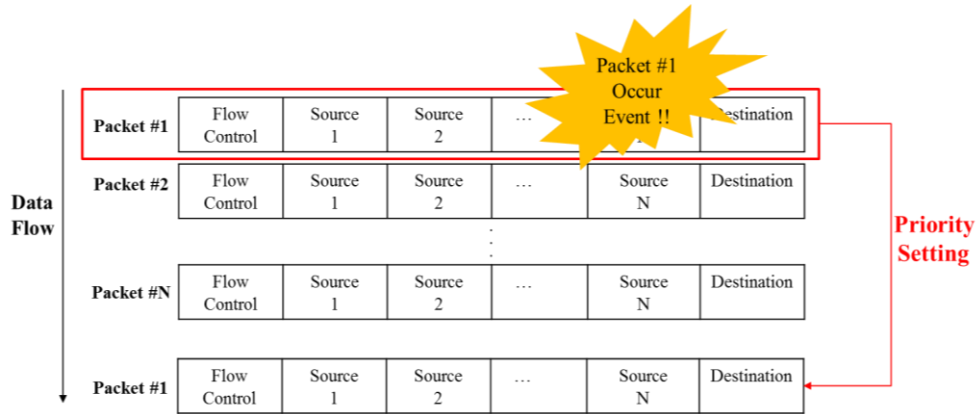 Packet #1
Occur
Event !!
Packet #1
Flow
Control
Source
1
Source
2
…
Destination
Packet #2
Flow
Control
Source
1
Source
2
…
Source
N
Destination
Data
Flow
Priority
Setting
Packet #N
Flow
Control
Source
1
Source
2
…
Source
N
Destination
Packet #1
Flow
Control
Source
1
Source
2
…
Source
N
Destination